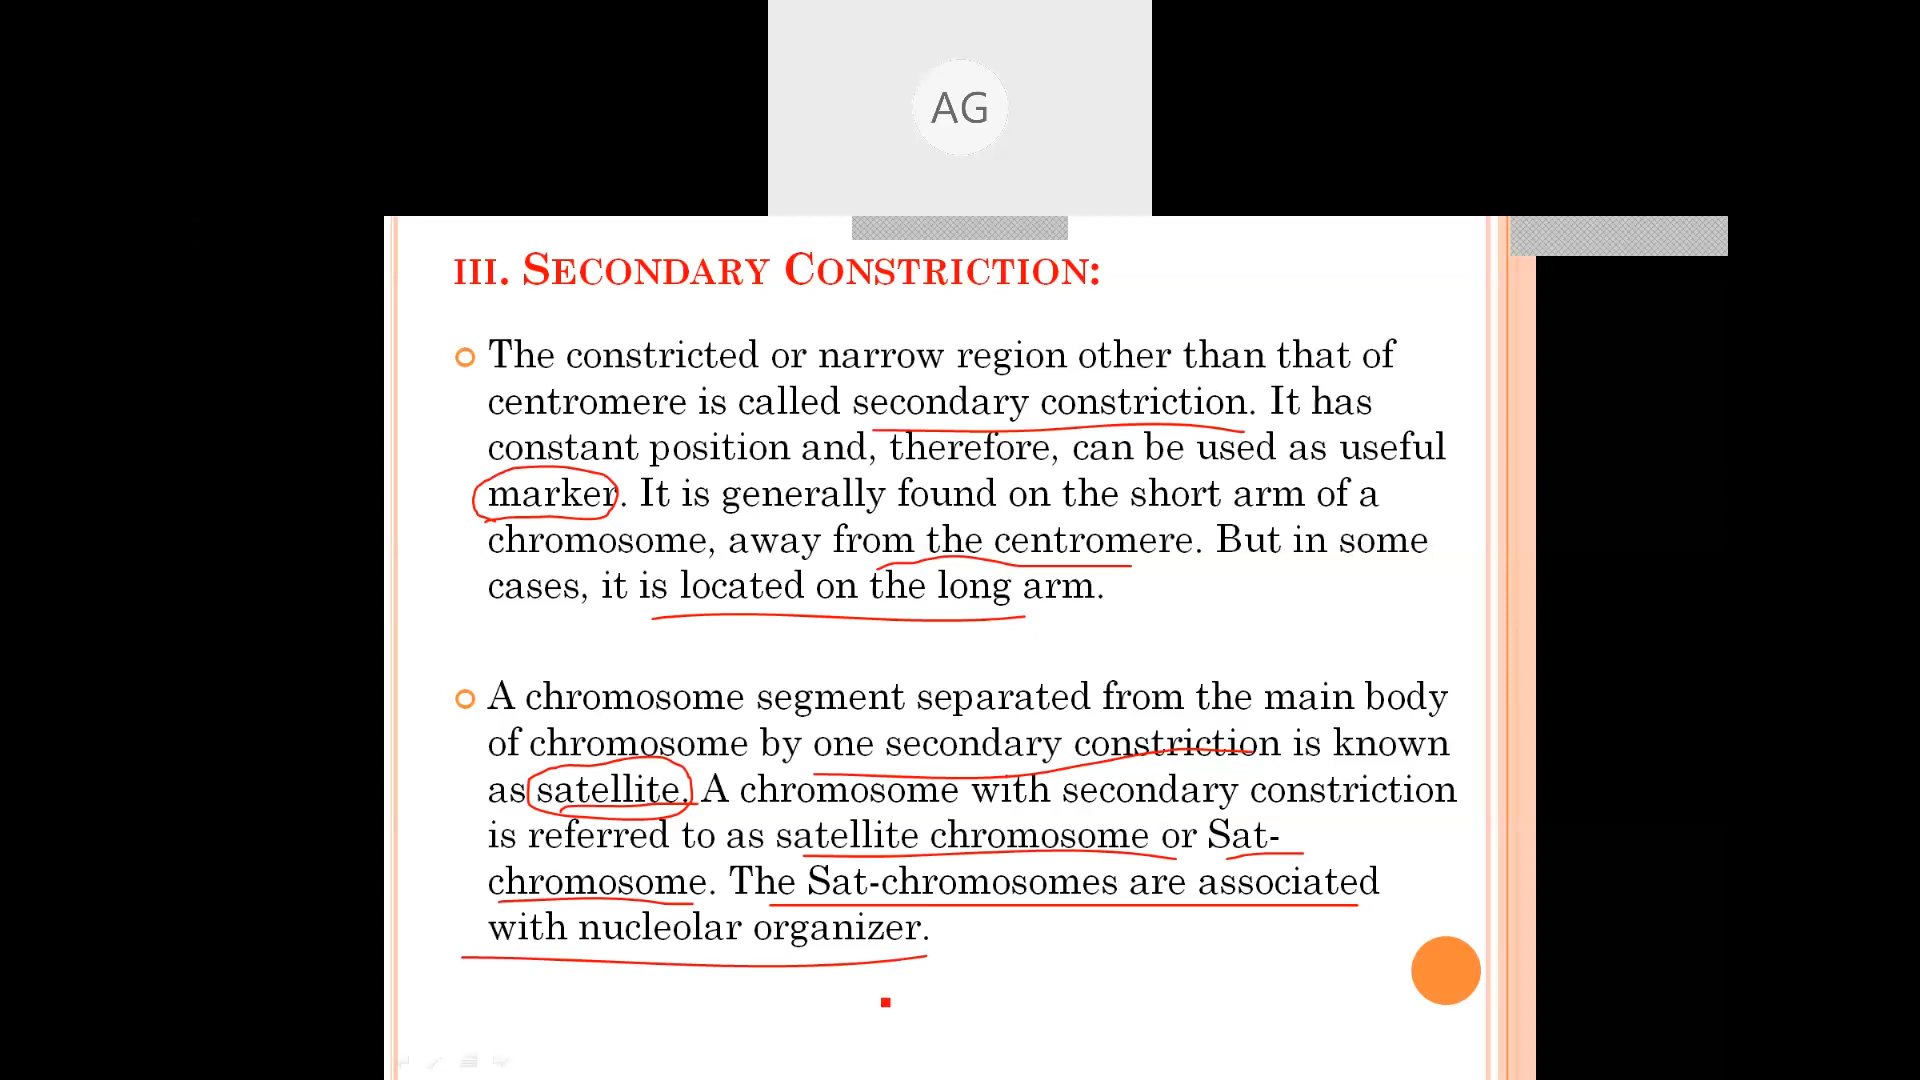 AG
III. SECONDARY CONSTRICTION:
The constricted or narrow region other than that of
centromere is called secondary constriction. It has
constant position and, therefore, can be used as useful
marker. It is generally found on the short arm of a
chromosome, away from the centromere. But in some
cases, it is located on the long arm.
A chromosome segment separated from the main body
of chromosome by one secondary constriction is known
as satellite. A chromosome with secondary constriction
is referred to as satellite chromosome or Sat-
chromosome. The Sat-chromosomes are associated
with nucleolar organizer.